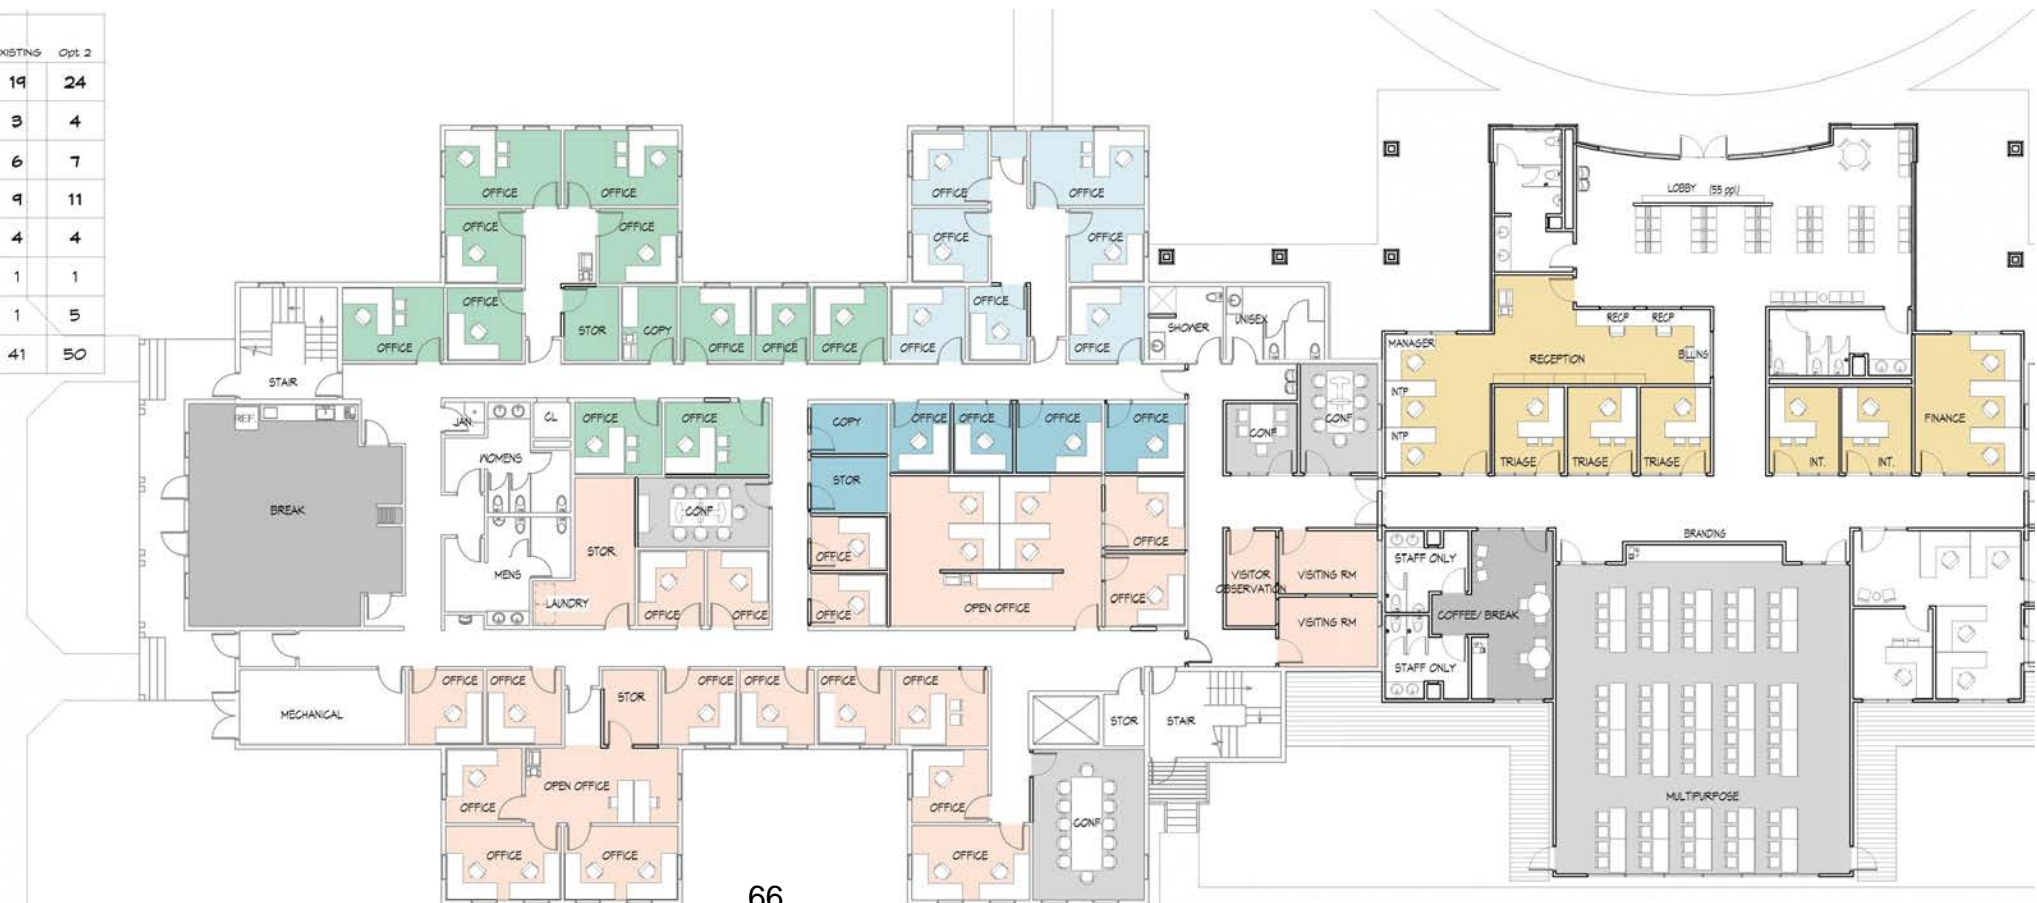 XISTING Opt 2
19 24
3 4
6 7
9 11
4 4
1 1
1 5
41 50
OFFICE
OFFICE
OFFICE
OFFICE
OFFICE
OFFICE
STOR
COPY
OFFICE
OFFICE
OFFICE
OFFICE
OFFICE
OFFICE
OFFICE
OFFICE
OFFICE
OFFICE
SHOWER
UNISEX
LOBBY (55 ppl)
RECP
RECP
MANAGER
RECEPTION
BLLNG
NTP
NTP
TRIAGE
TRIAGE
TRIAGE
INT.
INT.
FINANCE
STAIR
REF
BREAK
JAN
CL
WOMENS
MENS
OFFICE
OFFICE
CONF
STOR
LAUNDRY
OFFICE
OFFICE
COPY
STOR
OFFICE
OFFICE
OFFICE
OFFICE
OFFICE
OFFICE
OPEN OFFICE
OFFICE
OFFICE
CONF
CONF
VISITOR
OBSERVATION
VISITING RM
VISITING RM
STAFF ONLY
COFFEE/ BREAK
STAFF ONLY
BRANDING
MULTIPURPOSE
MECHANICAL
OFFICE
OFFICE
STOR
OFFICE
OFFICE
OFFICE
OFFICE
STOR
STAIR
OFFICE
OPEN OFFICE
OFFICE
OFFICE
OFFICE
OFFICE
CONF
66